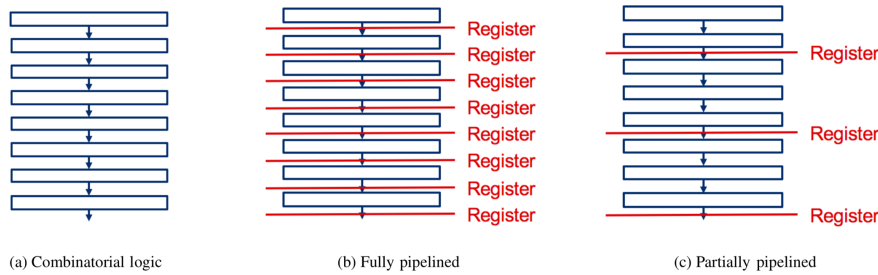 Register
Register
Register
Register
Register
Register
Register
Register
Register
Register
Register
(a) Combinatorial logic
(b) Fully pipelined
(c) Partially pipelined